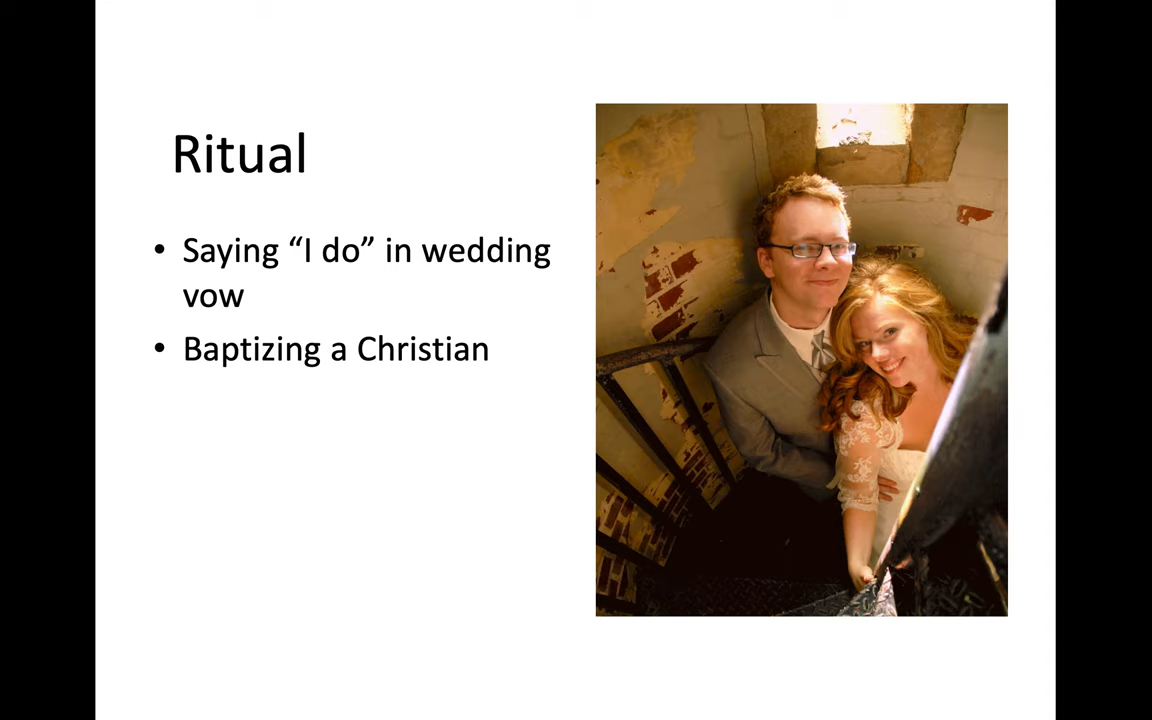 Ritual
• Saying “I do” in wedding
vow
• Baptizing a Christian